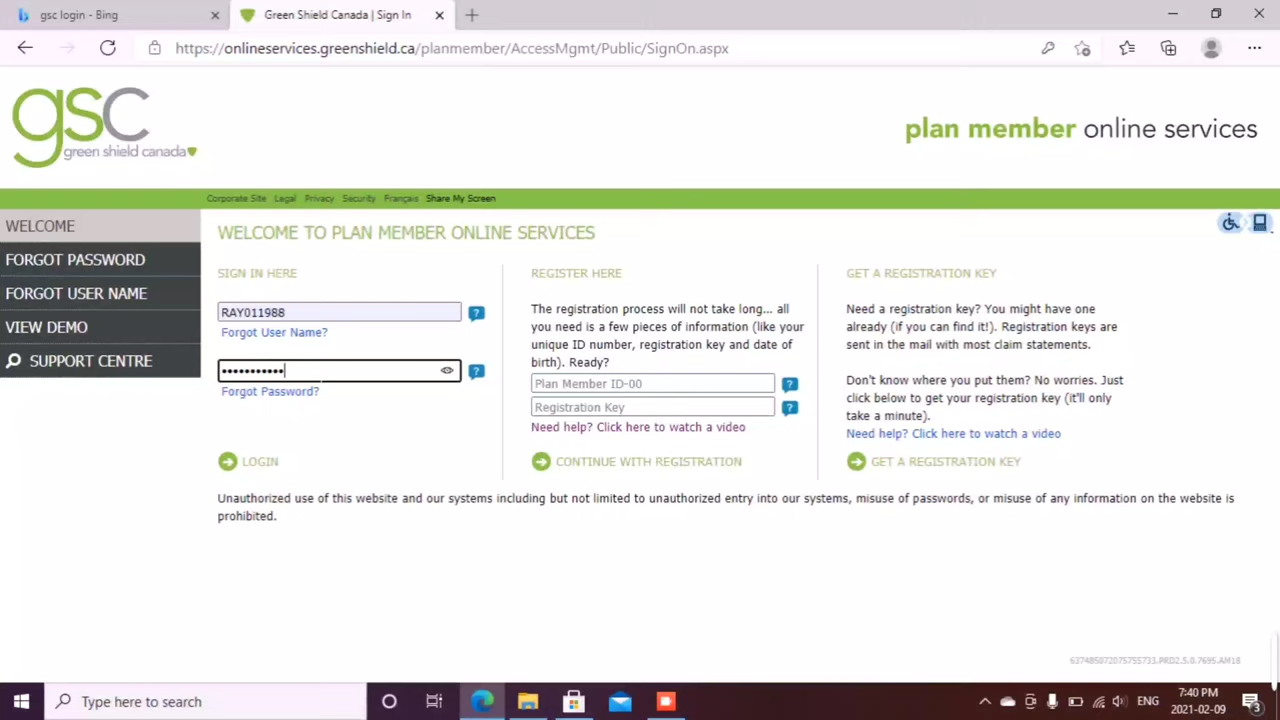 gsc login - Bing
Green Shield Canada | Sign In
https://onlineservices.greenshield.ca/planmember/AccessMgmt/Public/SignOn.aspx
gsc
green shield canada
plan member online services
Corporate Site Legal Privacy Security Français Share My Screen
WELCOME
FORGOT PASSWORD
FORGOT USER NAME
VIEW DEMO
SUPPORT CENTRE
WELCOME TO PLAN MEMBER ONLINE SERVICES
SIGN IN HERE
RAY011988
?
Forgot User Name?
•••••••••••
?
Forgot Password?
LOGIN
REGISTER HERE
The registration process will not take long... all
you need is a few pieces of information (like your
unique ID number, registration key and date of
birth). Ready?
Plan Member ID-00
?
Registration Key
?
Need help? Click here to watch a video
CONTINUE WITH REGISTRATION
GET A REGISTRATION KEY
Need a registration key? You might have one
already (if you can find it!). Registration keys are
sent in the mail with most claim statements.
Don't know where you put them? No worries. Just
click below to get your registration key (it'll only
take a minute).
Need help? Click here to watch a video
GET A REGISTRATION KEY
Unauthorized use of this website and our systems including but not limited to unauthorized entry into our systems, misuse of passwords, or misuse of any information on the website is
prohibited.
637485072075755733.PRD2.5.0.7695.AM18
Type here to search
ENG
7:40 PM
2021-02-09
3